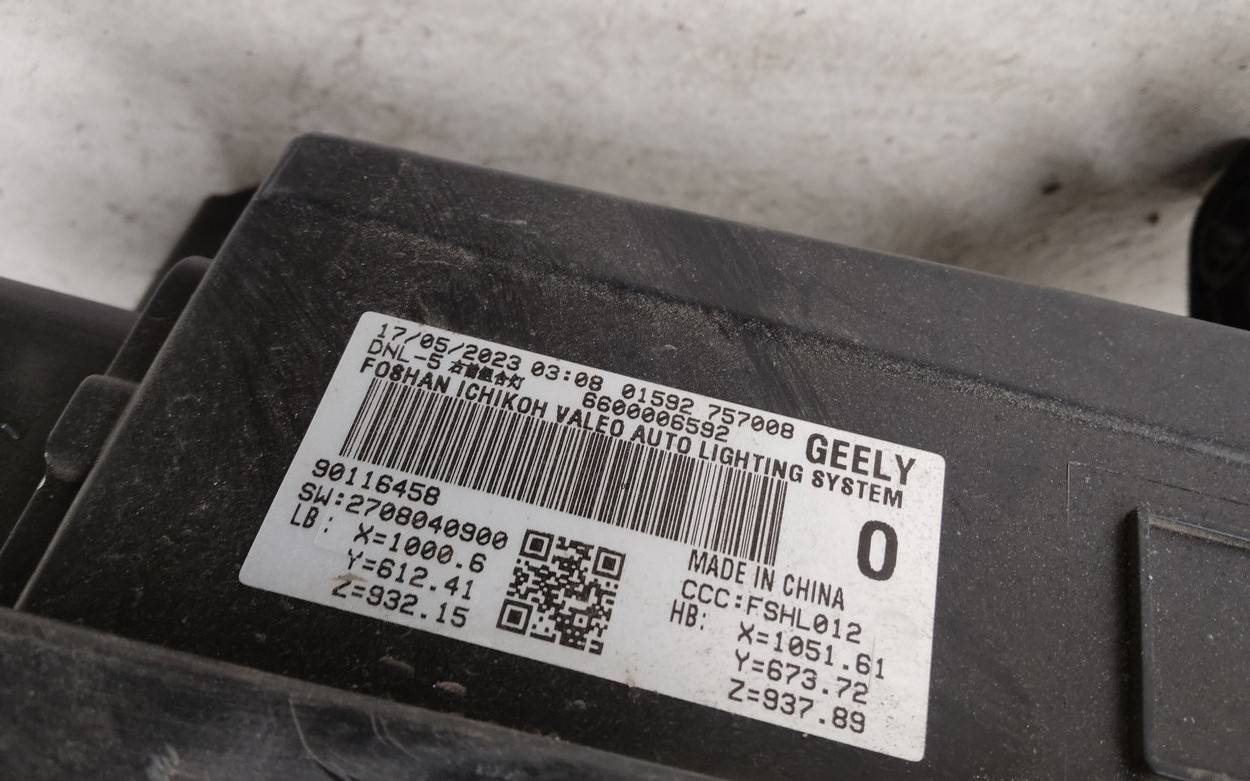 17/05/2023 03:08 01592 757008
DNL-5 右前组合灯 6600006592
FOSHAN ICHIKOH VALEO AUTO LIGHTING SYSTEM
GEELY
0
90116458
SW:2708040900
LB: X=1000.6
Y=612.41
Z=932.15
MADE IN CHINA
CCC:FSHL012
HB: X=1051.61
Y=673.72
Z=937.89